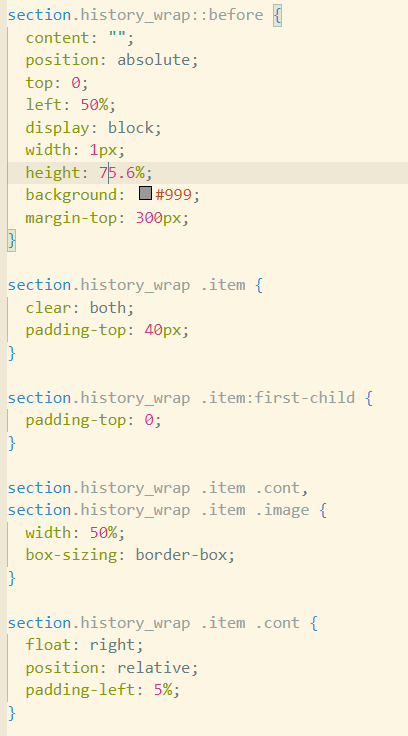 section.history_wrap::before {
content: "";
position: absolute;
top: 0;
left: 50%;
display: block;
width: 1px;
height: 75.6%;
background: #999;
margin-top: 300px;
}
section.history_wrap .item {
clear: both;
padding-top: 40px;
}
section.history_wrap .item:first-child {
padding-top: 0;
}
section.history_wrap .item .cont,
section.history_wrap .item .image {
width: 50%;
box-sizing: border-box;
}
section.history_wrap .item .cont {
float: right;
position: relative;
padding-left: 5%;
}